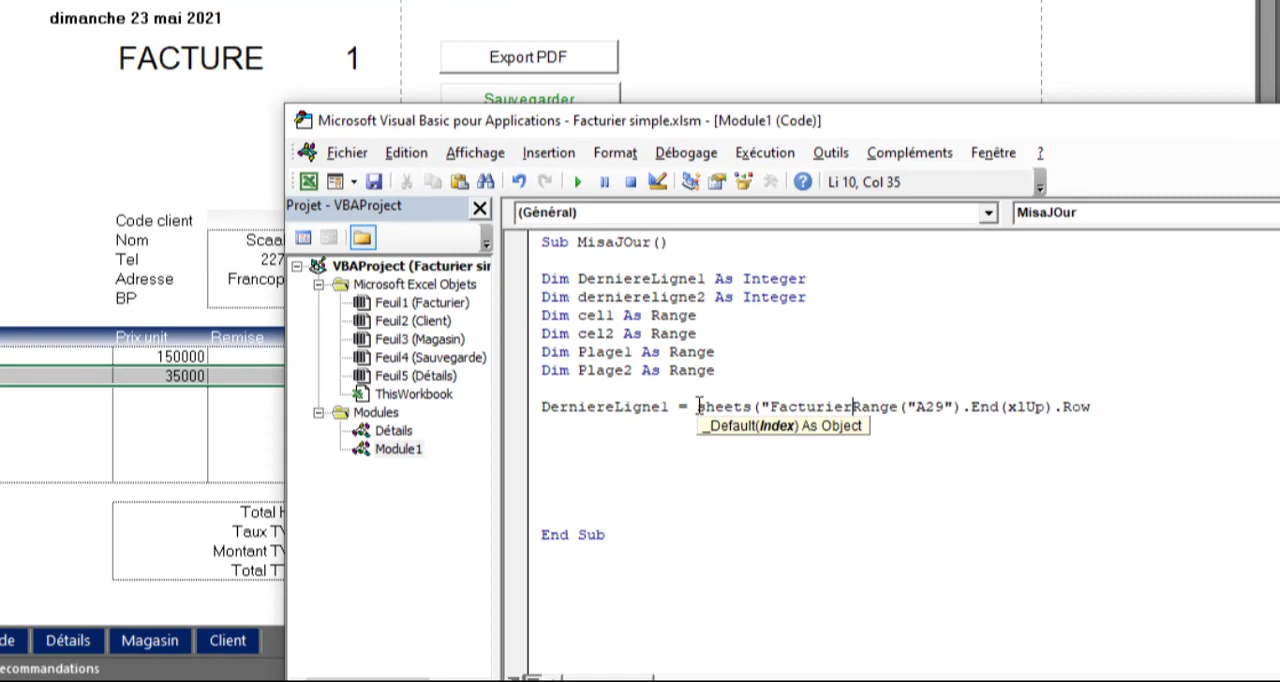 dimanche 23 mai 2021
FACTURE 1
Export PDF
Sauvegarder
Microsoft Visual Basic pour Applications - Facturier simple.xlsm - [Module1 (Code)]
Fichier Edition Affichage Insertion Format Débogage Exécution Outils Compléments Fenêtre ?
Li 10, Col 35
Projet - VBAProject
(Général)
MisaJOur
VBAProject (Facturier sir
Microsoft Excel Objets
Feuil1 (Facturier)
Feuil2 (Client)
Feuil3 (Magasin)
Feuil4 (Sauvegarde)
Feuil5 (Détails)
ThisWorkbook
Modules
Détails
Module1
Sub MisaJOur()
Dim DerniereLigne1 As Integer
Dim derniereligne2 As Integer
Dim cel1 As Range
Dim cel2 As Range
Dim Plage1 As Range
Dim Plage2 As Range
DerniereLigne1 = sheets("FacturierRange("A29").End(xlUp).Row
_Default(Index) As Object
End Sub
Code client
Nom Scaa
Tel 227
Adresse Francop
BP
Prix unit Remise
150000
35000
Total H
Taux TV
Montant TV
Total T
de Détails Magasin Client
ecommandations